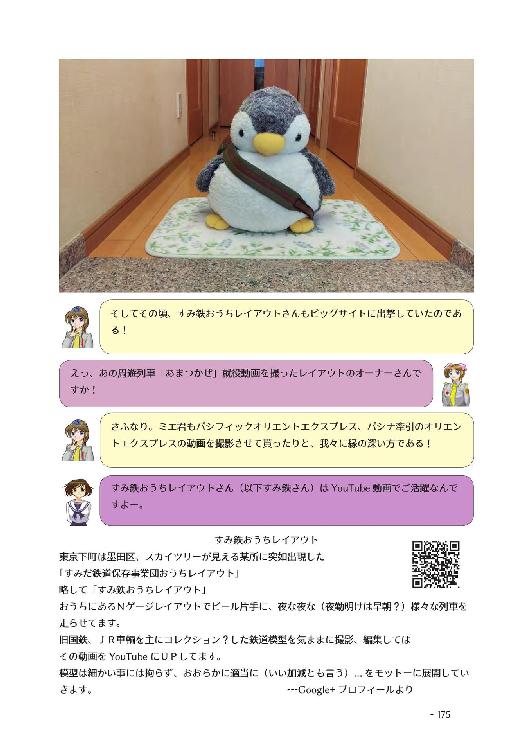 そしてその頃、すみ鉄おうちレイアウトさんもビッグサイトに出撃していたのであ
る！
えっ、あの周遊列車「あまつかぜ」就役動画を撮ったレイアウトのオーナーさんで
すか！
さふなり。ミエ君もパシフィックオリエントエクスプレス、パシナ牽引のオリエン
トエクスプレスの動画を撮影させて貰ったりと、我々に縁の深い方である！
すみ鉄おうちレイアウトさん（以下すみ鉄さん）は YouTube 動画でご活躍なんで
すよー。
すみ鉄おうちレイアウト
東京下町は墨田区、スカイツリーが見える某所に突如出現した
「すみだ鉄道保存事業団おうちレイアウト」
略して「すみ鉄おうちレイアウト」
おうちにあるＮゲージレイアウトでビール片手に、夜な夜な（夜勤明けは早朝？）様々な列車を
走らせてます。
旧国鉄、ＪＲ車輌を主にコレクション？した鉄道模型を気ままに撮影、編集しては
その動画を YouTube にＵＰしてます。
模型は細かい事には拘らず、おおらかに適当に（いい加減とも言う）... をモットーに展開してい
きます。 ---Google+ プロフィールより
- 175